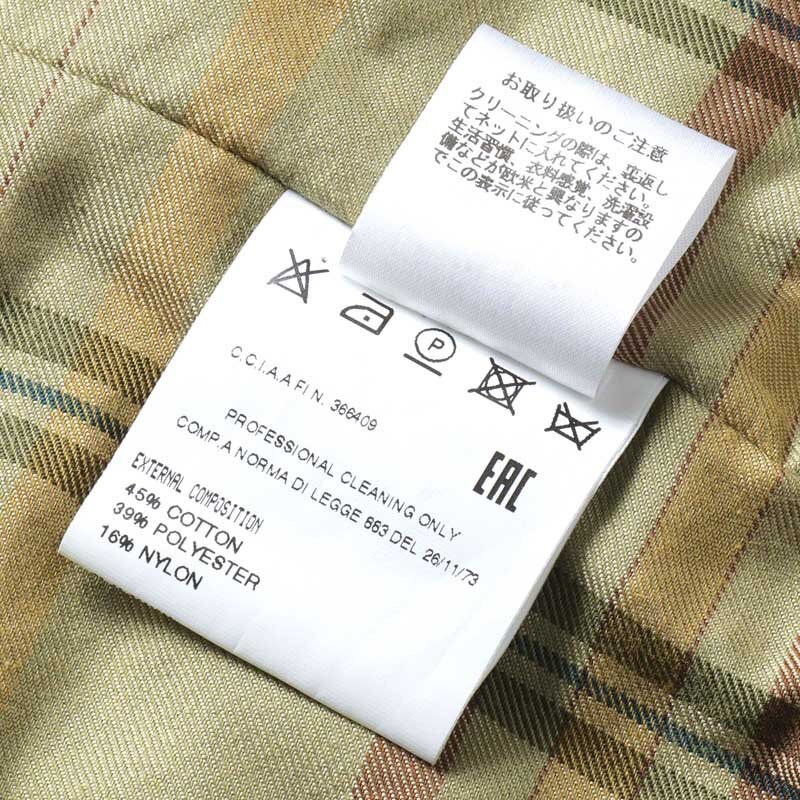 お取り扱いのご注意
クリーニングの際は、裏返し
てネットに入れてください。
生活習慣、衣料感覚、洗濯設
備などが欧米と異なりますの
でこの表示に従ってください。
P
C.C.I.A.A FI N. 366409
PROFESSIONAL CLEANING ONLY
COMP.A NORMA DI LEGGE 883 DEL 26/11/73
EAC
EXTERNAL COMPOSITION
45% COTTON
39% POLYESTER
16% NYLON